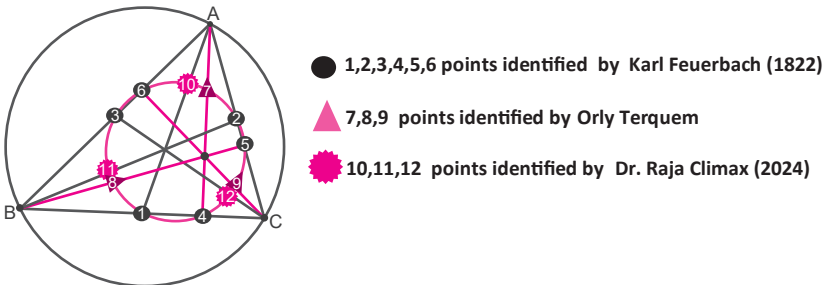 A
10
7
6
3
2
5
1,2,3,4,5,6 points identified by Karl Feuerbach (1822)
7,8,9 points identified by Orly Terquem
10,11,12 points identified by Dr. Raja Climax (2024)
11
8
9
12
B
1
4
C